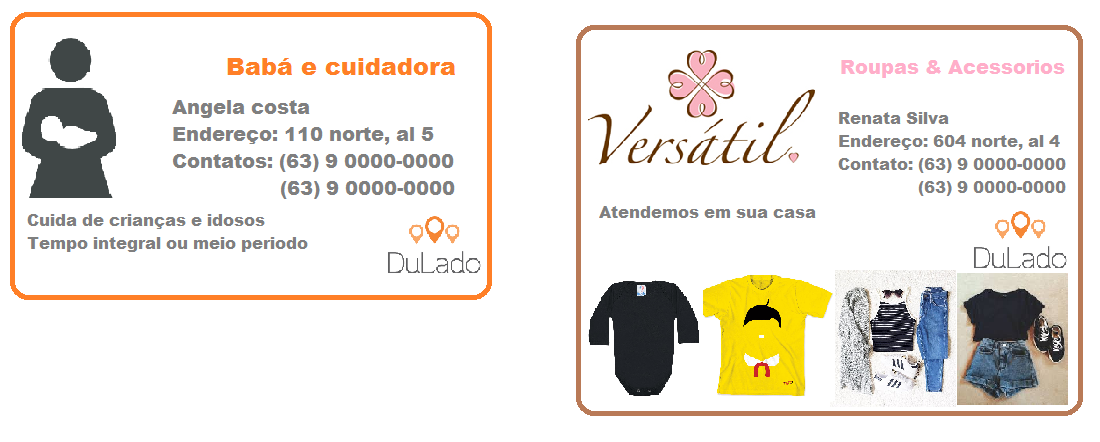 Babá e cuidadora
Angela costa
Endereço: 110 norte, al 5
Contatos: (63) 9 0000-0000
(63) 9 0000-0000
Cuida de crianças e idosos
Tempo integral ou meio periodo
DuLado
Versátil.
Roupas & Acessorios
Renata Silva
Endereço: 604 norte, al 4
Contato: (63) 9 0000-0000
(63) 9 0000-0000
Atendemos em sua casa
DuLado